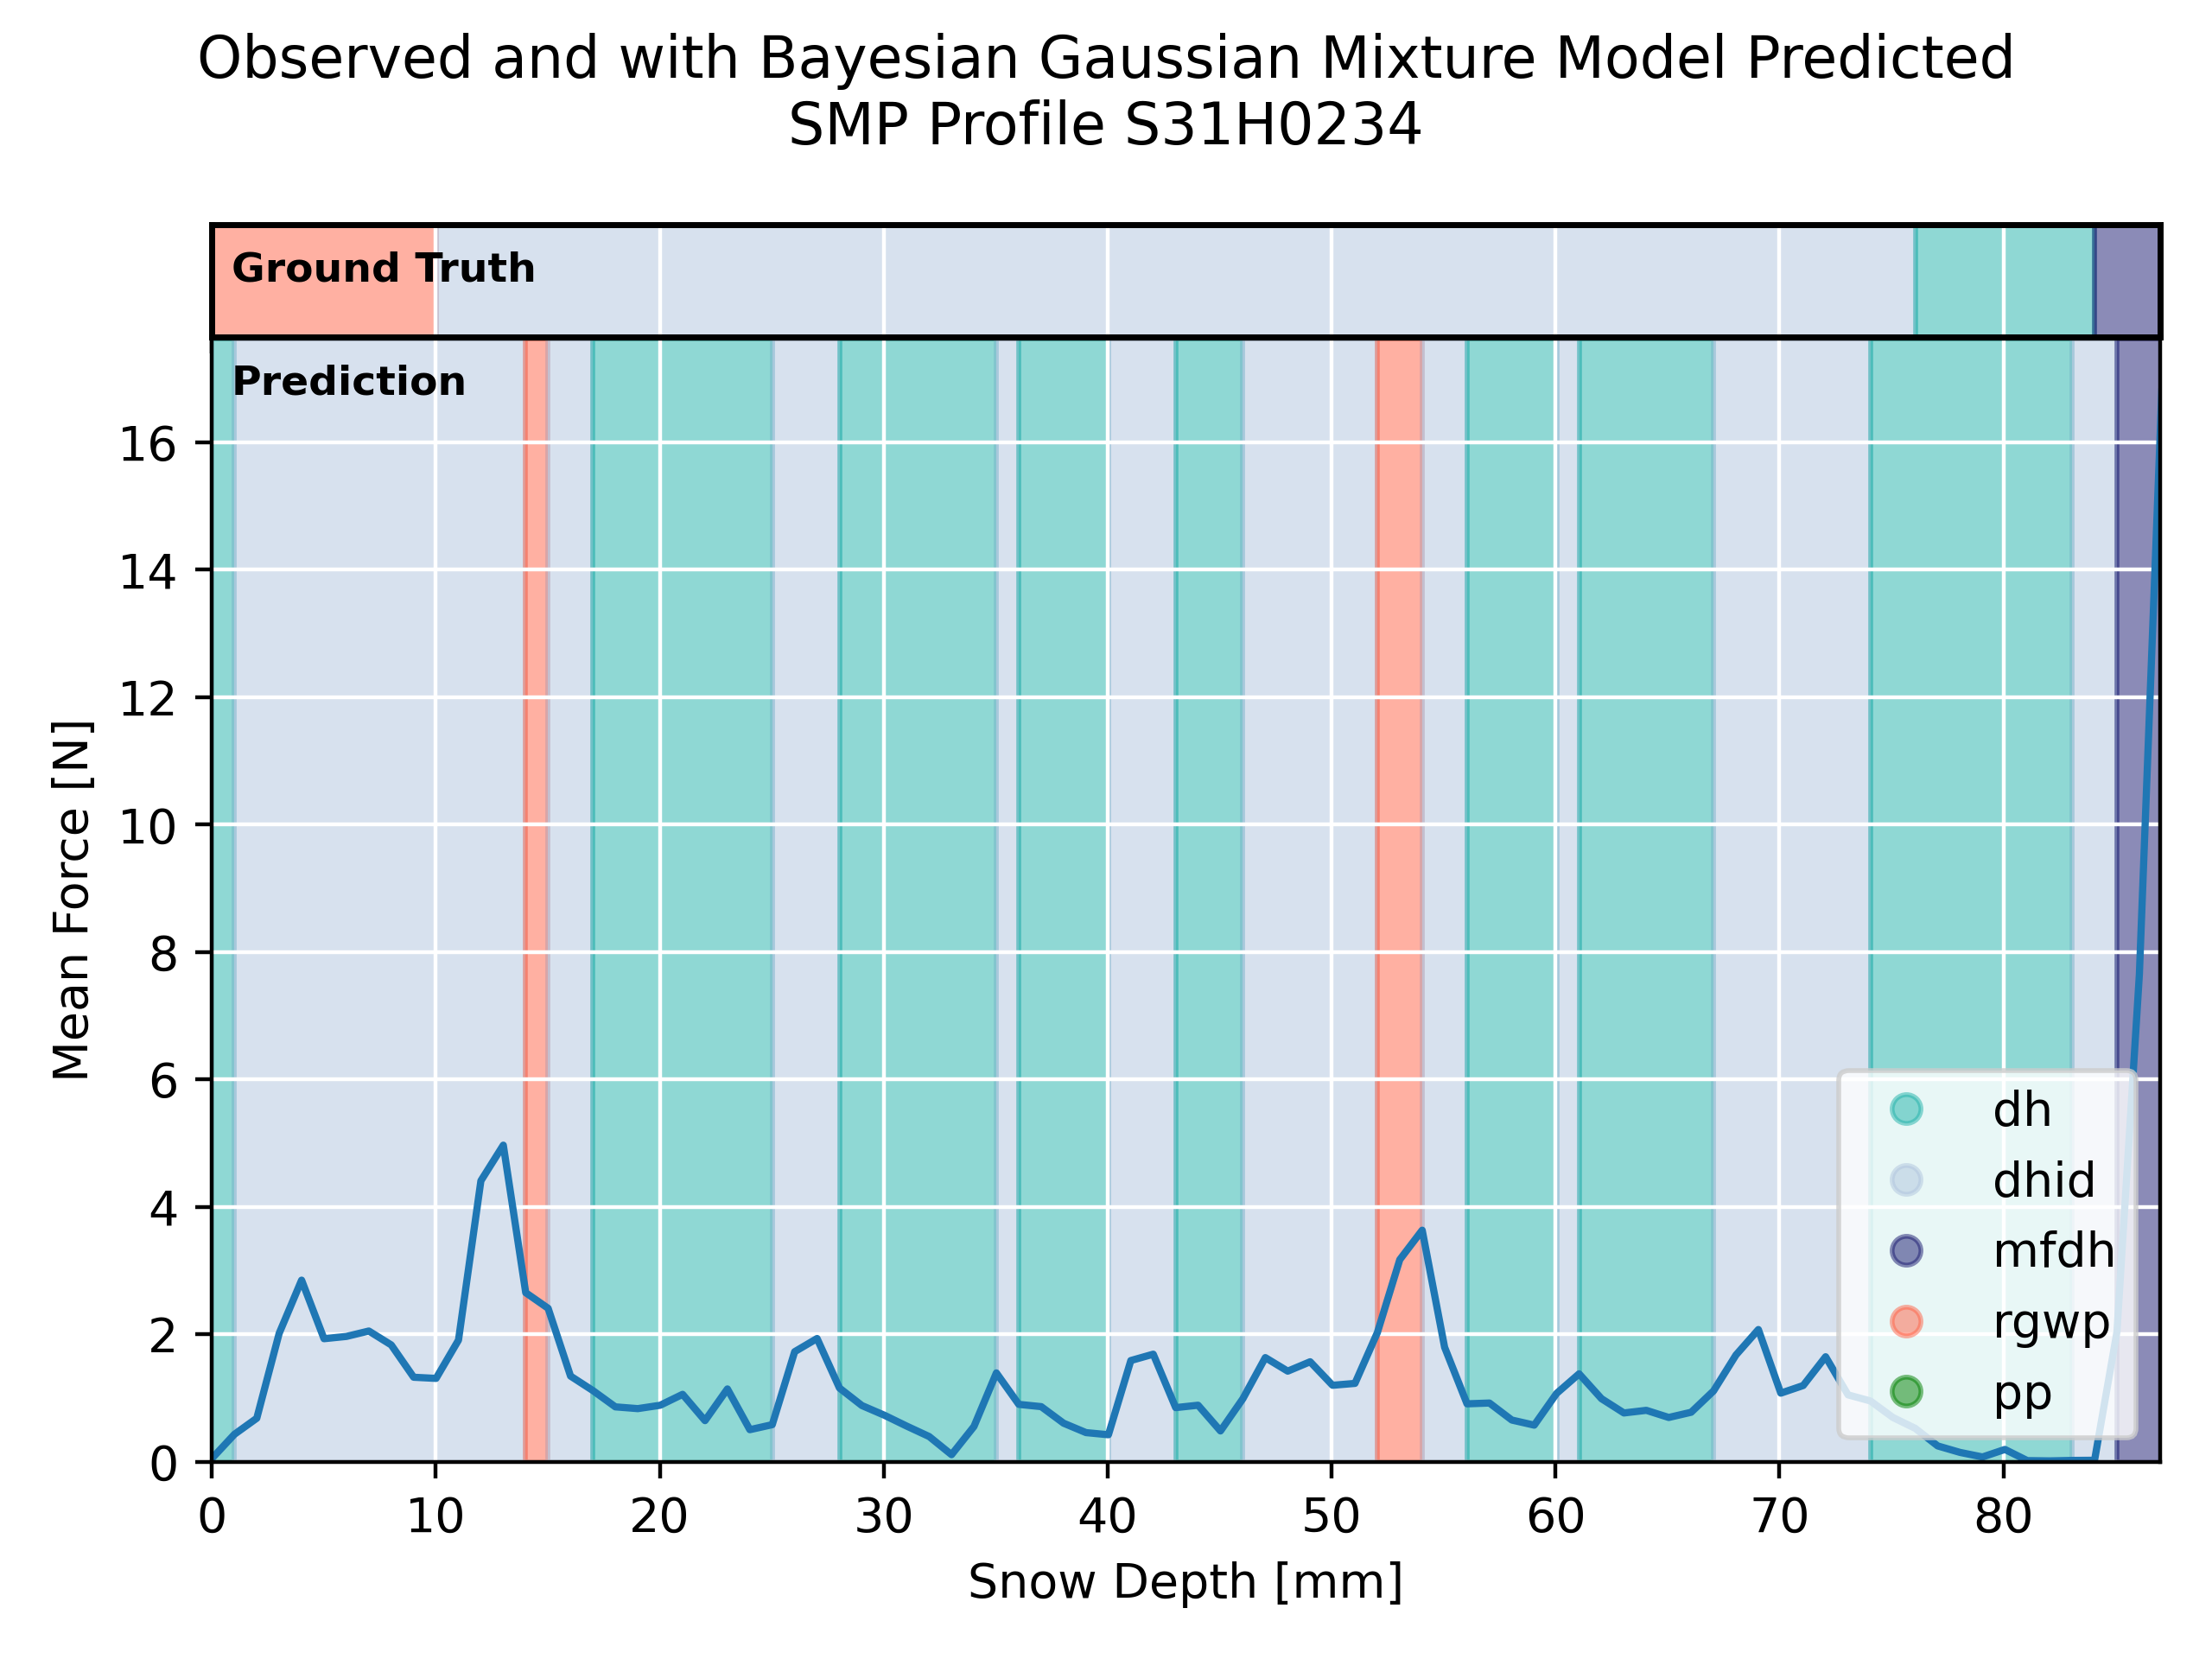 Observed and with Bayesian Gaussian Mixture Model Predicted
SMP Profile S31H0234
Ground Truth
Prediction
16
14
12
10
8
6
4
2
0
Mean Force [N]
dh
dhid
mfdh
rgwp
pp
0 10 20 30 40 50 60 70 80
Snow Depth [mm]